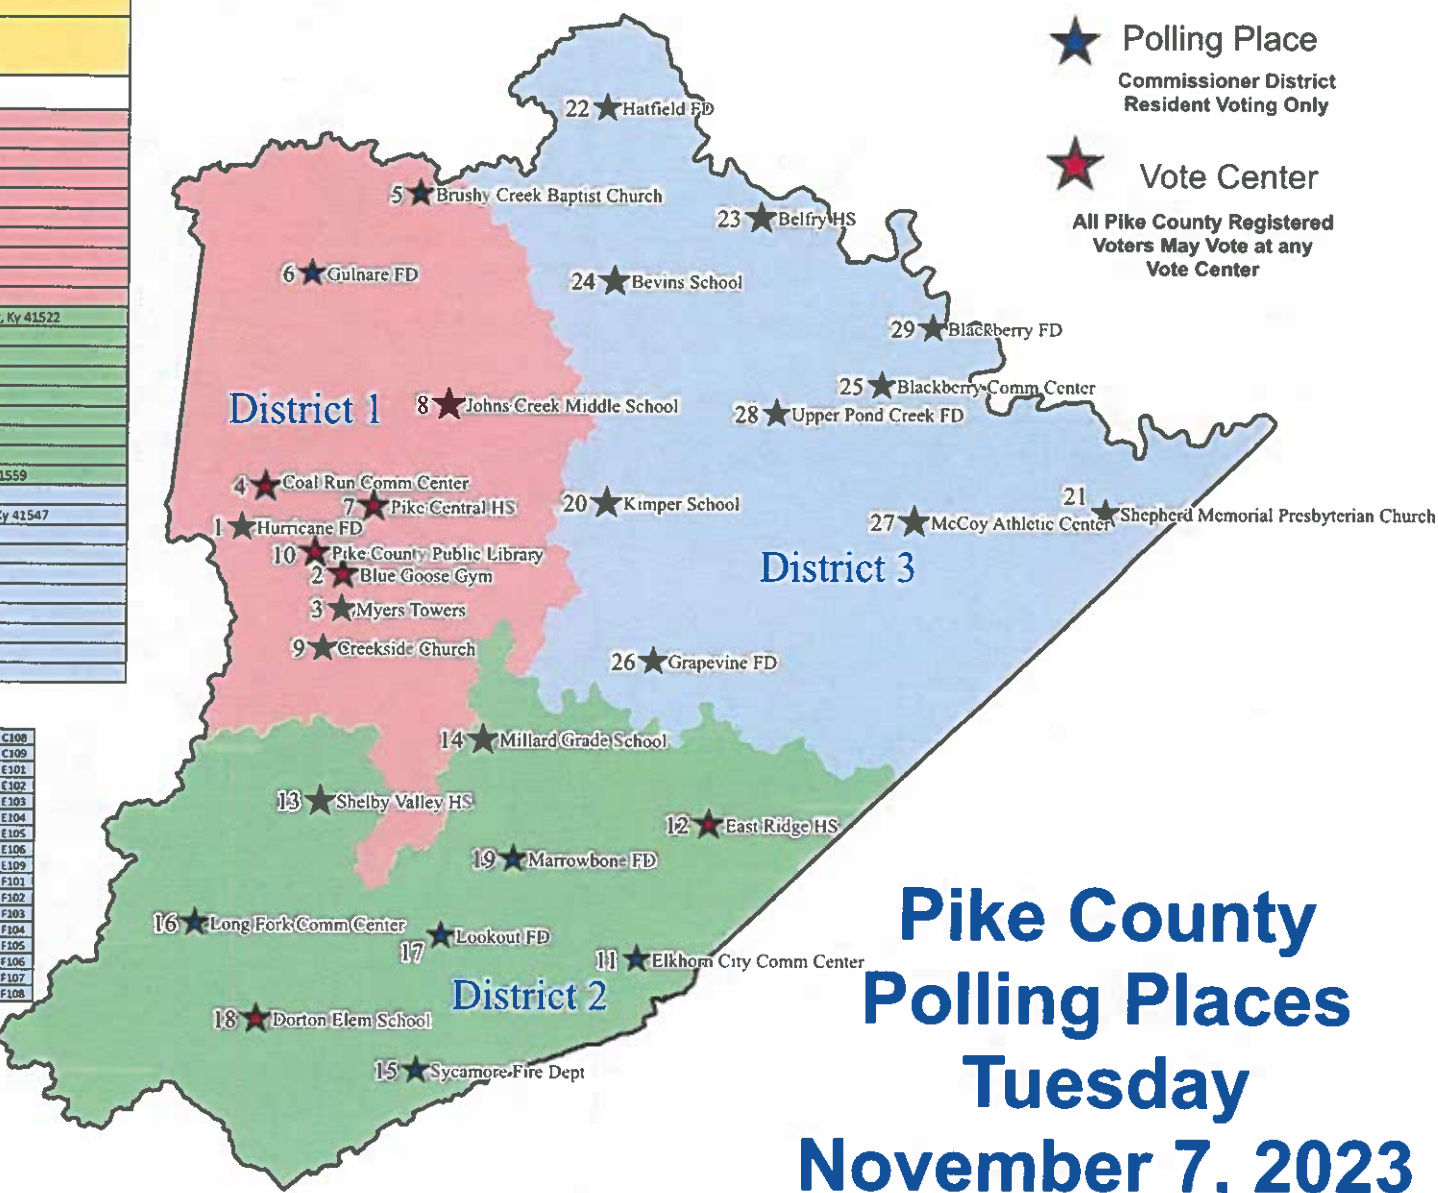 Polling Place
Commissioner District
Resident Voting Only
Vote Center
All Pike County Registered
Voters May Vote at any
Vote Center
22 Hatfield FD
5 Brushy Creek Baptist Church
23 Belfry HS
6 Gulnare FD
24 Bevins School
, Ky 41522
29 Blackberry FD
25 Blackberry Comm Center
District 1
8 Johns Creek Middle School
28 Upper Pond Creek FD
1559
4 Coal Run Comm Center
7 Pike Central HS
20 Kimper School
21 Shepherd Memorial Presbyterian Church
Ky 41547
1 Hurricane FD
27 McCoy Athletic Center
10 Pike County Public Library
2 Blue Goose Gym
District 3
3 Myers Towers
9 Creekside Church
26 Grapevine FD
14 Millard Grade School
13 Shelby Valley HS
12 East Ridge HS
19 Marrowbone FD
16 Long Fork Comm Center
17 Lookout FD
11 Elkhorn City Comm Center
District 2
18 Dorton Elem School
15 Sycamore Fire Dept
C108
C109
E101
E102
E103
E104
E105
E106
E109
F101
F102
F103
F104
F105
F106
F107
F108
Pike County
Polling Places
Tuesday
November 7, 2023